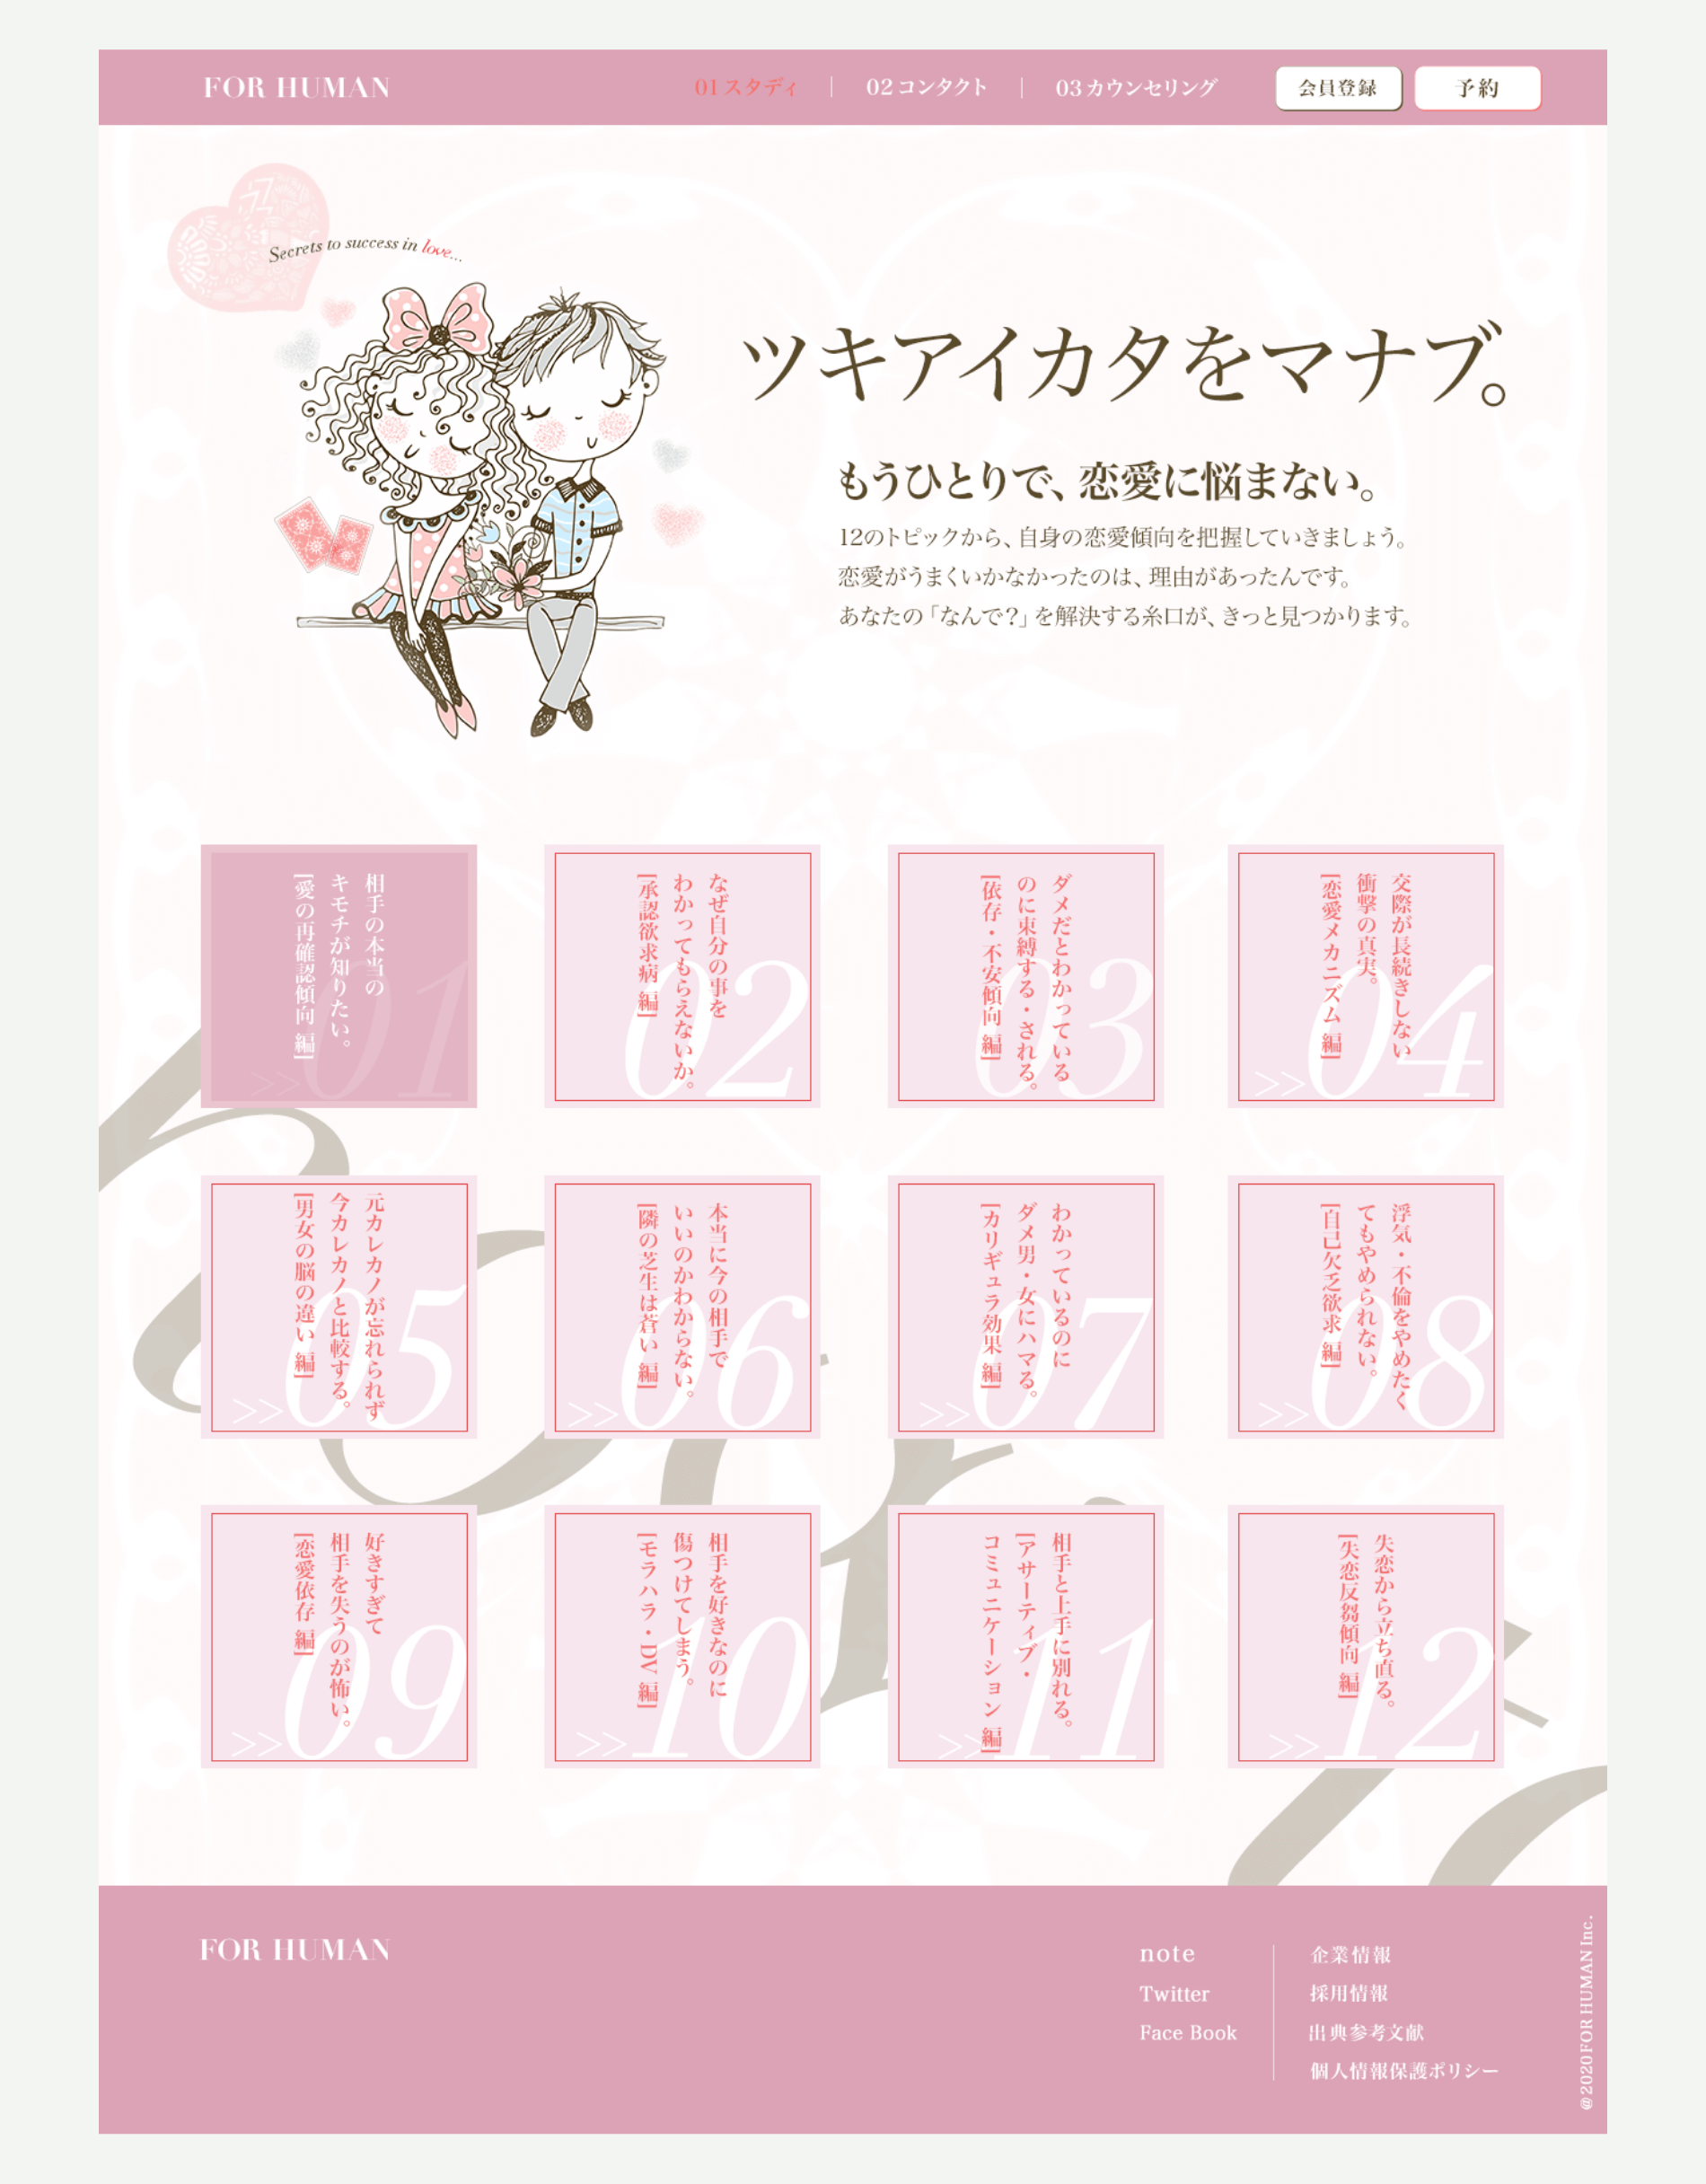 FOR HUMAN
01 スタディ
02 コンタクト
03 カウンセリング
会員登録
予約
Secrets to success in love...
ツキアイカタをマナブ。
もうひとりで、恋愛に悩まない。
12のトピックから、自身の恋愛傾向を把握していきましょう。
恋愛がうまくいかなかったのは、理由があったんです。
あなたの「なんで？」を解決する糸口が、きっと見つかります。
相手の本当の
キモチが知りたい。
[愛の再確認傾向 編]
>>01
なぜ自分の事を
わかってもらえないか。
[承認欲求病 編]
02
ダメだとわかっている
のに束縛する・される。
[依存・不安傾向 編]
03
交際が長続きしない
衝撃の真実。
[恋愛メカニズム 編]
>>04
元カレカノが忘れられず
今カレカノと比較する。
[男女の脳の違い 編]
>>05
本当に今の相手で
いいのかわからない。
[隣の芝生は蒼い 編]
>>06
わかっているのに
ダメ男・女にハマる。
[カリギュラ効果 編]
>>07
浮気・不倫をやめたく
てもやめられない。
[自己欠乏欲求 編]
>>08
好きすぎて
相手を失うのが怖い。
[恋愛依存 編]
>>09
相手を好きなのに
傷つけてしまう。
[モラハラ・DV 編]
>>10
相手と上手に別れる。
[アサーティブ・
コミュニケーション 編]
>>11
失恋から立ち直る。
[失恋反芻傾向 編]
>>12
FOR HUMAN
note
Twitter
Face Book
企業情報
採用情報
出典参考文献
個人情報保護ポリシー
@2020FOR HUMAN Inc.